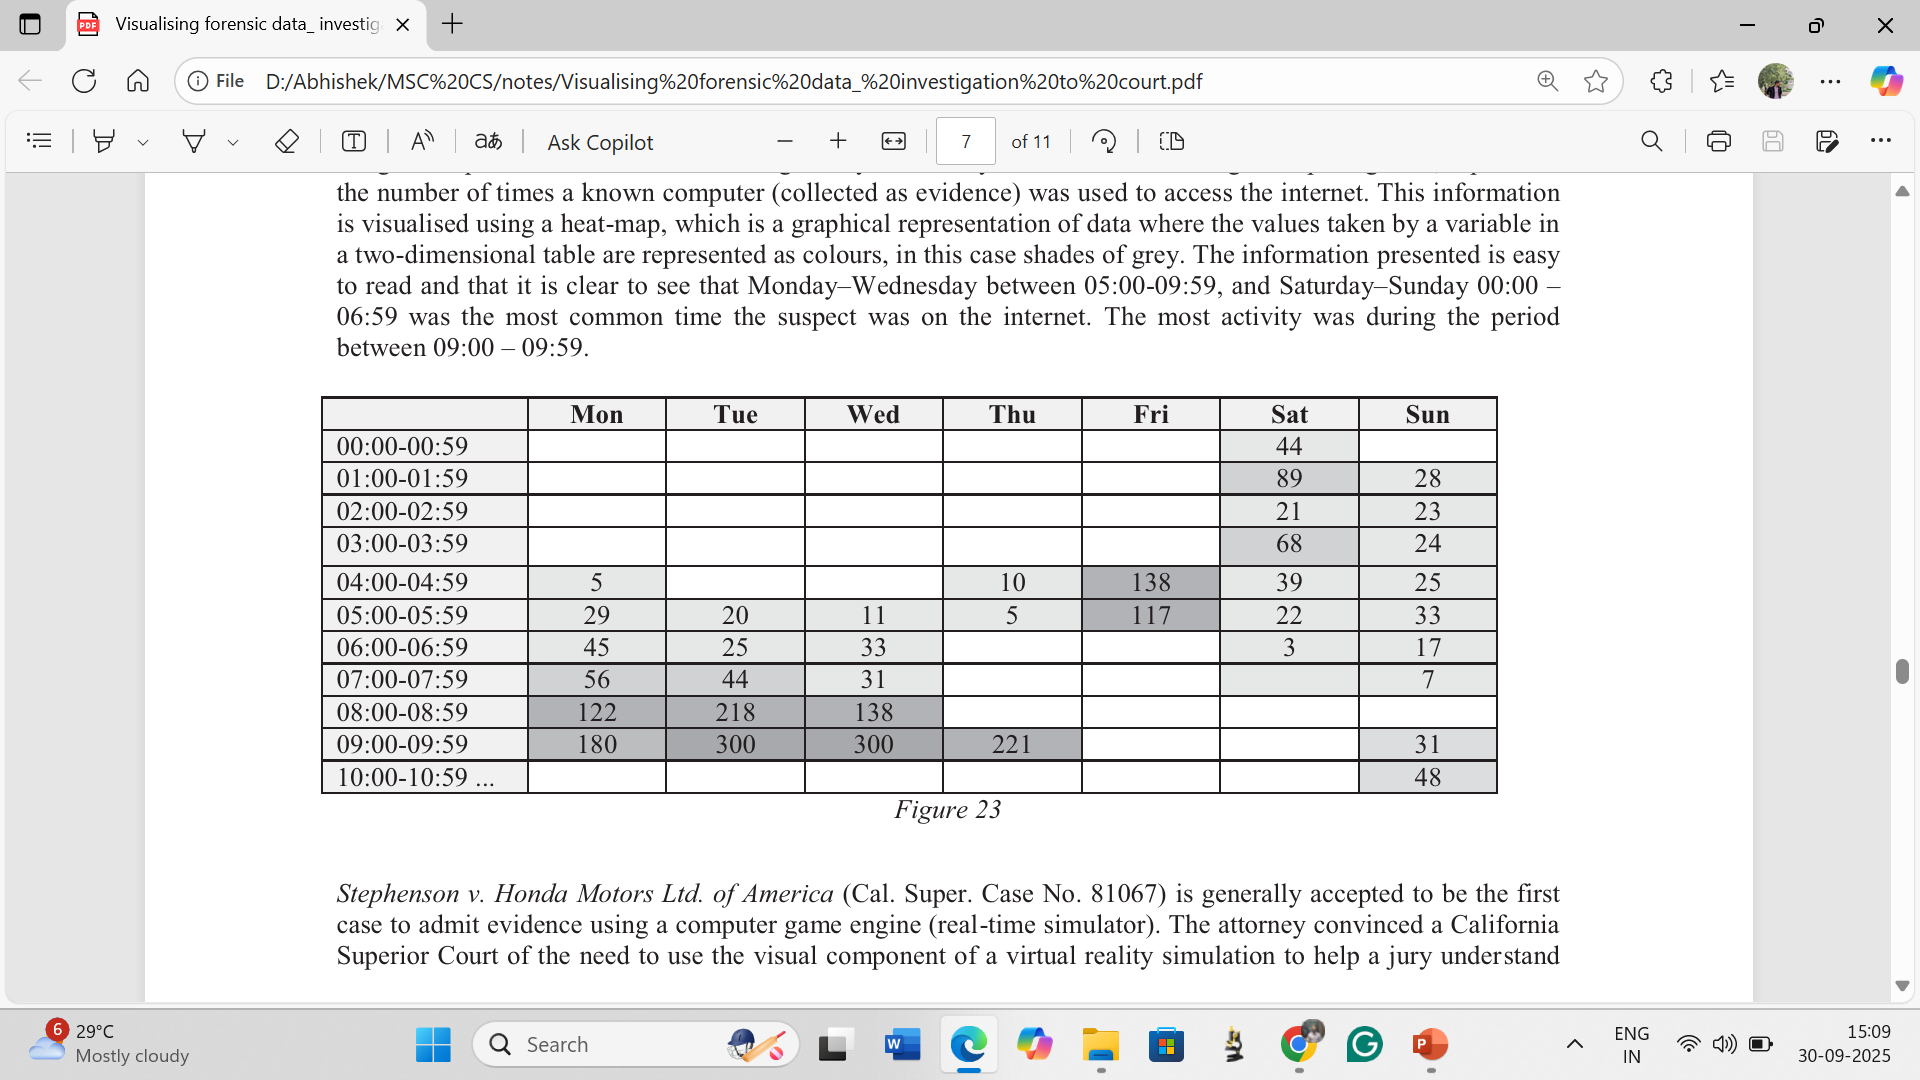 Visualising forensic data_ investig
File D:/Abhishek/MSC%20CS/notes/Visualising%20forensic%20data_%20investigation%20to%20court.pdf
Ask Copilot 7 of 11
the number of times a known computer (collected as evidence) was used to access the internet. This information
is visualised using a heat-map, which is a graphical representation of data where the values taken by a variable in
a two-dimensional table are represented as colours, in this case shades of grey. The information presented is easy
to read and that it is clear to see that Monday–Wednesday between 05:00-09:59, and Saturday–Sunday 00:00 –
06:59 was the most common time the suspect was on the internet. The most activity was during the period
between 09:00 – 09:59.
Mon Tue Wed Thu Fri Sat Sun
00:00-00:59 44
01:00-01:59 89 28
02:00-02:59 21 23
03:00-03:59 68 24
04:00-04:59 5 10 138 39 25
05:00-05:59 29 20 11 5 117 22 33
06:00-06:59 45 25 33 3 17
07:00-07:59 56 44 31 7
08:00-08:59 122 218 138
09:00-09:59 180 300 300 221 31
10:00-10:59 ... 48
Figure 23
Stephenson v. Honda Motors Ltd. of America (Cal. Super. Case No. 81067) is generally accepted to be the first
case to admit evidence using a computer game engine (real-time simulator). The attorney convinced a California
Superior Court of the need to use the visual component of a virtual reality simulation to help a jury understand
6 29°C
Mostly cloudy
Search
ENG
IN
15:09
30-09-2025